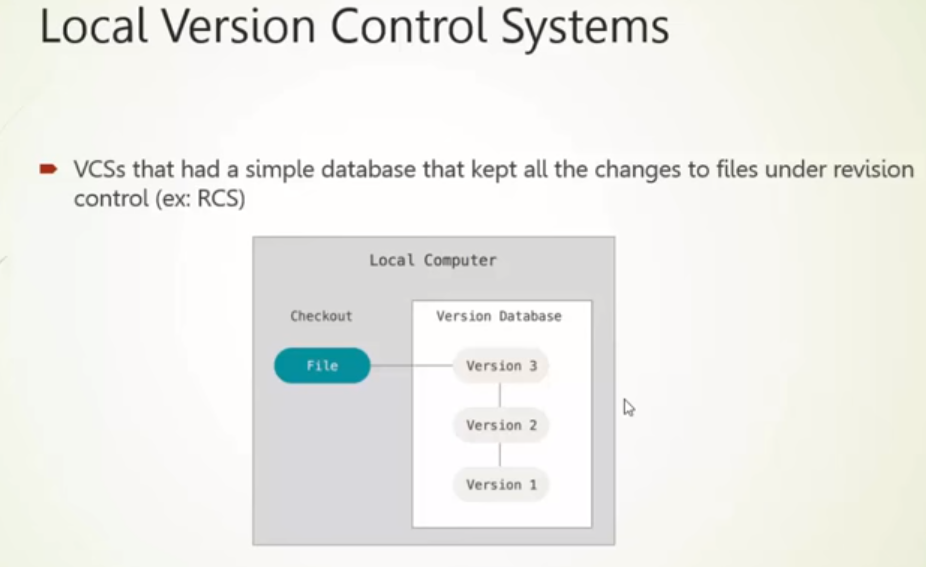 Local Version Control Systems
VCSs that had a simple database that kept all the changes to files under revision
control (ex: RCS)
Local Computer
Checkout
Version Database
File
Version 3
Version 2
Version 1